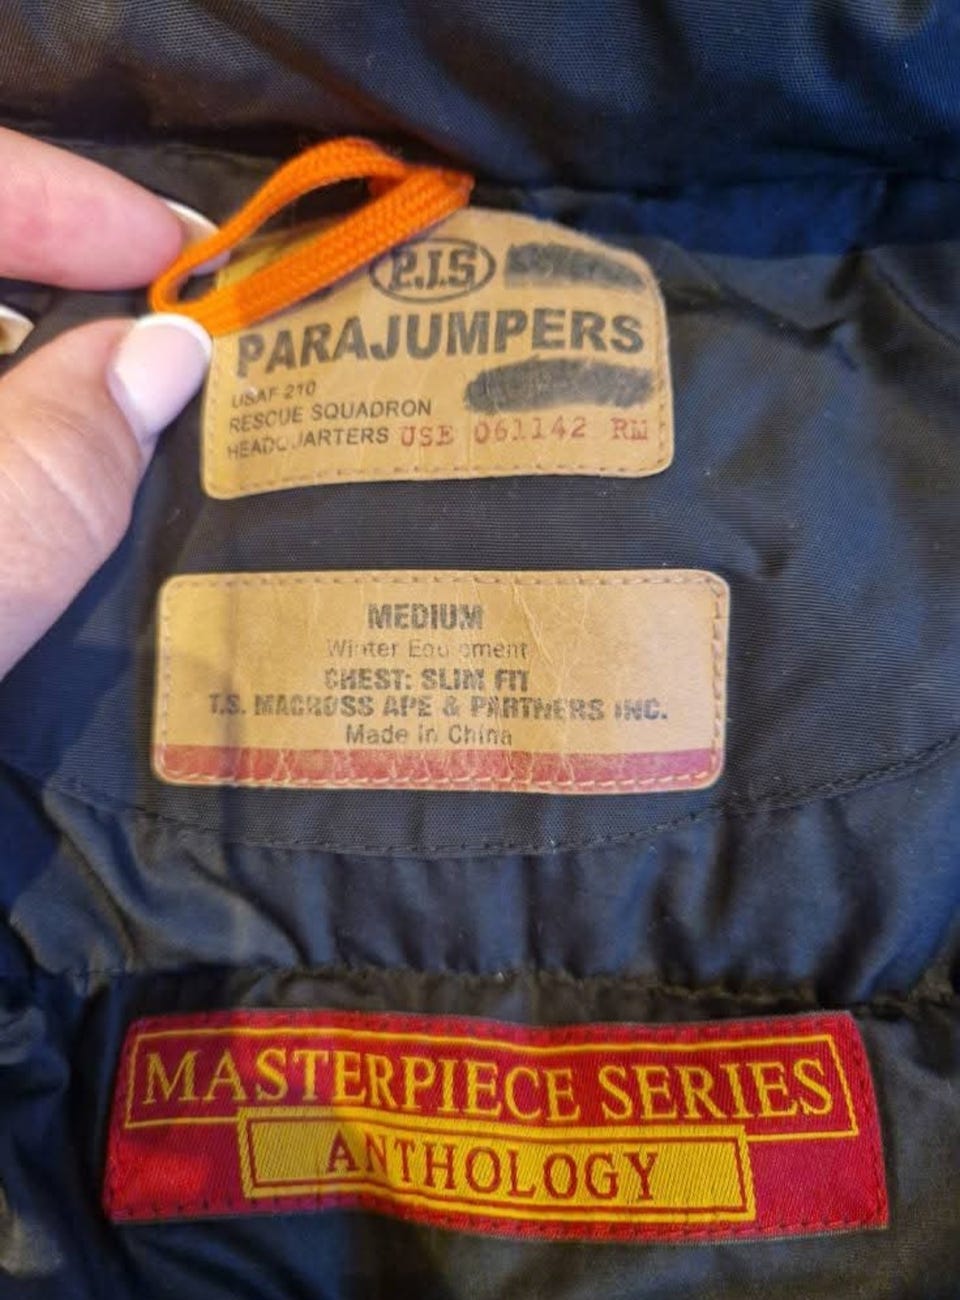 P.J.S
PARAJUMPERS
USAF 210
RESCUE SQUADRON
HEADQUARTERS USE 061142 RM
MEDIUM
Winter Equipment
CHEST: SLIM FIT
T.S. MACROSS APE & PARTNERS INC.
Made in China
MASTERPIECE SERIES
ANTHOLOGY